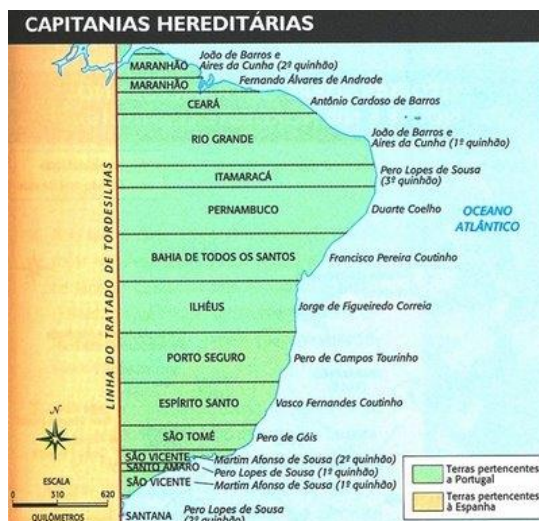 CAPITANIAS HEREDITÁRIAS
João de Barros e
Aires da Cunha (2º quinhão)
MARANHÃO
Fernando Álvares de Andrade
MARANHÃO
CEARÁ
Antônio Cardoso de Barros
RIO GRANDE
João de Barros e
Aires da Cunha (1º quinhão)
ITAMARACÁ
Pero Lopes de Sousa
(3º quinhão)
PERNAMBUCO
Duarte Coelho
OCEANO
ATLÂNTICO
BAHIA DE TODOS OS SANTOS
Francisco Pereira Coutinho
LINHA DO TRATADO DE TORDESILHAS
ILHÉUS
Jorge de Figueiredo Correia
PORTO SEGURO
Pero de Campos Tourinho
ESPÍRITO SANTO
Vasco Fernandes Coutinho
SÃO TOMÉ
Pero de Góis
SÃO VICENTE
Martim Afonso de Sousa (2º quinhão)
SANTO AMARO
Pero Lopes de Sousa (1º quinhão)
SÃO VICENTE
Martim Afonso de Sousa (1º quinhão)
SANTANA
Pero Lopes de Sousa
(2º quinhão)
N
ESCALA
0 310 620
QUILÔMETROS
Terras pertencentes
a Portugal
Terras pertencentes
à Espanha